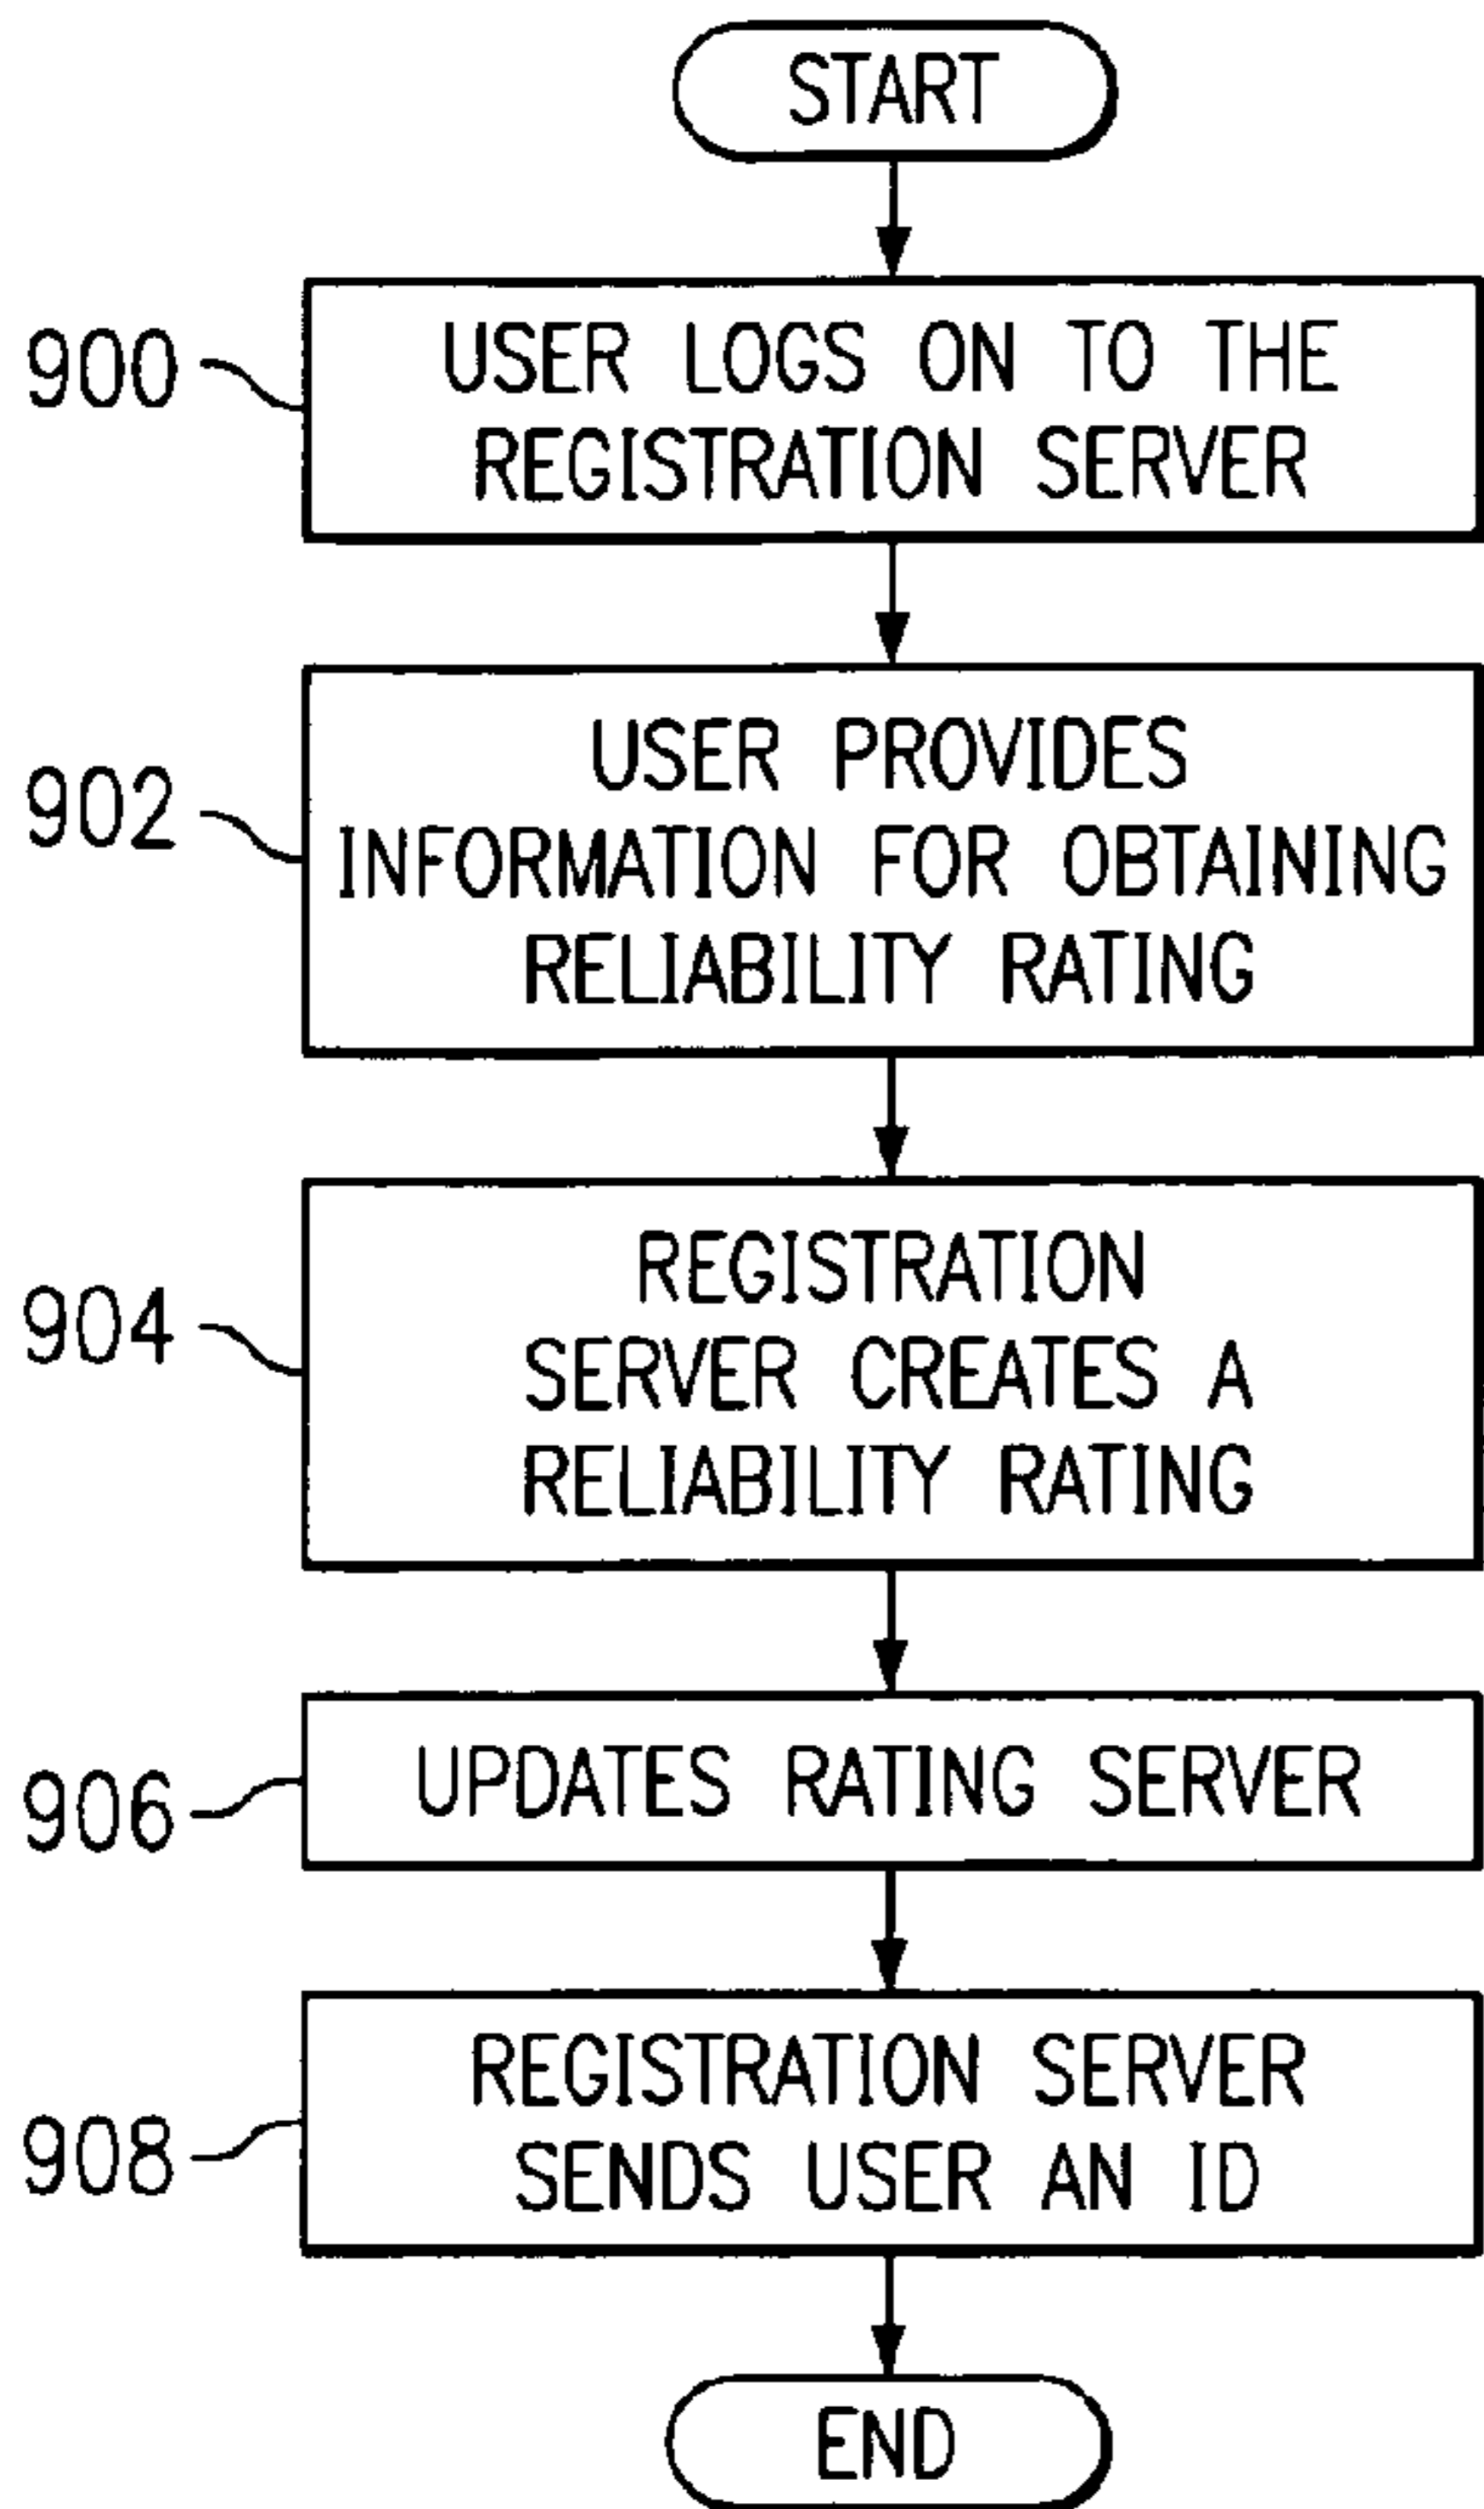 START
900
USER LOGS ON TO THE
REGISTRATION SERVER
902
USER PROVIDES
INFORMATION FOR OBTAINING
RELIABILITY RATING
904
REGISTRATION
SERVER CREATES A
RELIABILITY RATING
906
UPDATES RATING SERVER
908
REGISTRATION SERVER
SENDS USER AN ID
END